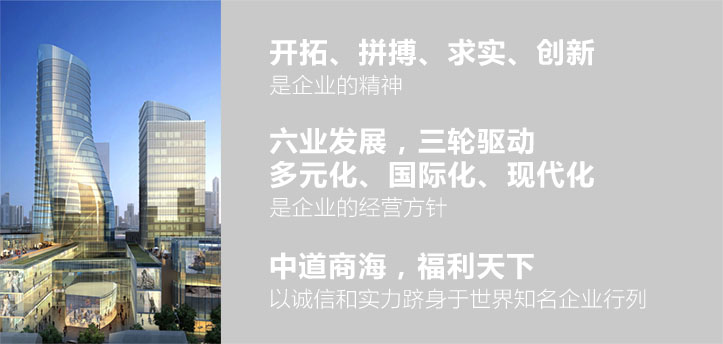 开拓、拼搏、求实、创新
是企业的精神
六业发展，三轮驱动
多元化、国际化、现代化
是企业的经营方针
中道商海，福利天下
以诚信和实力跻身于世界知名企业行列